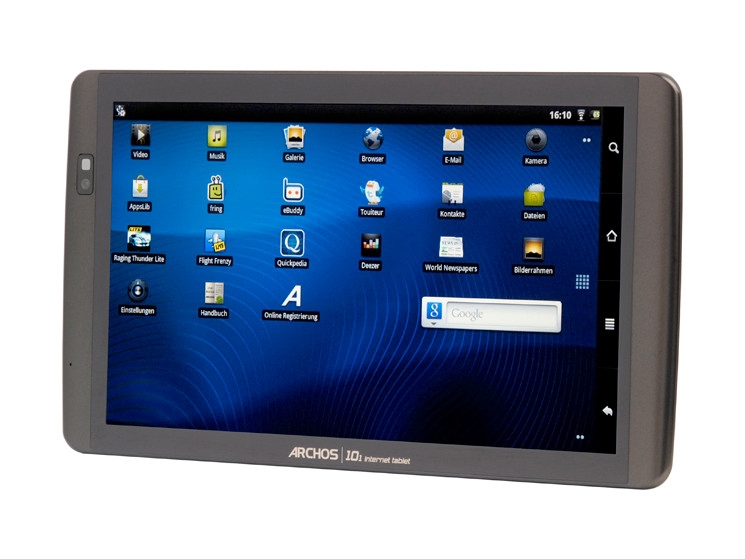 16:10
Video
Musik
Galerie
Browser
E-Mail
Kamera
AppsLib
fring
eBuddy
Touiteur
Kontakte
Dateien
Raging Thunder Lite
Flight Frenzy
Quickpedia
Deezer
World Newspapers
Bilderrahmen
Einstellungen
Handbuch
Online Registrierung
g Google
ARCHOS 101 internet tablet